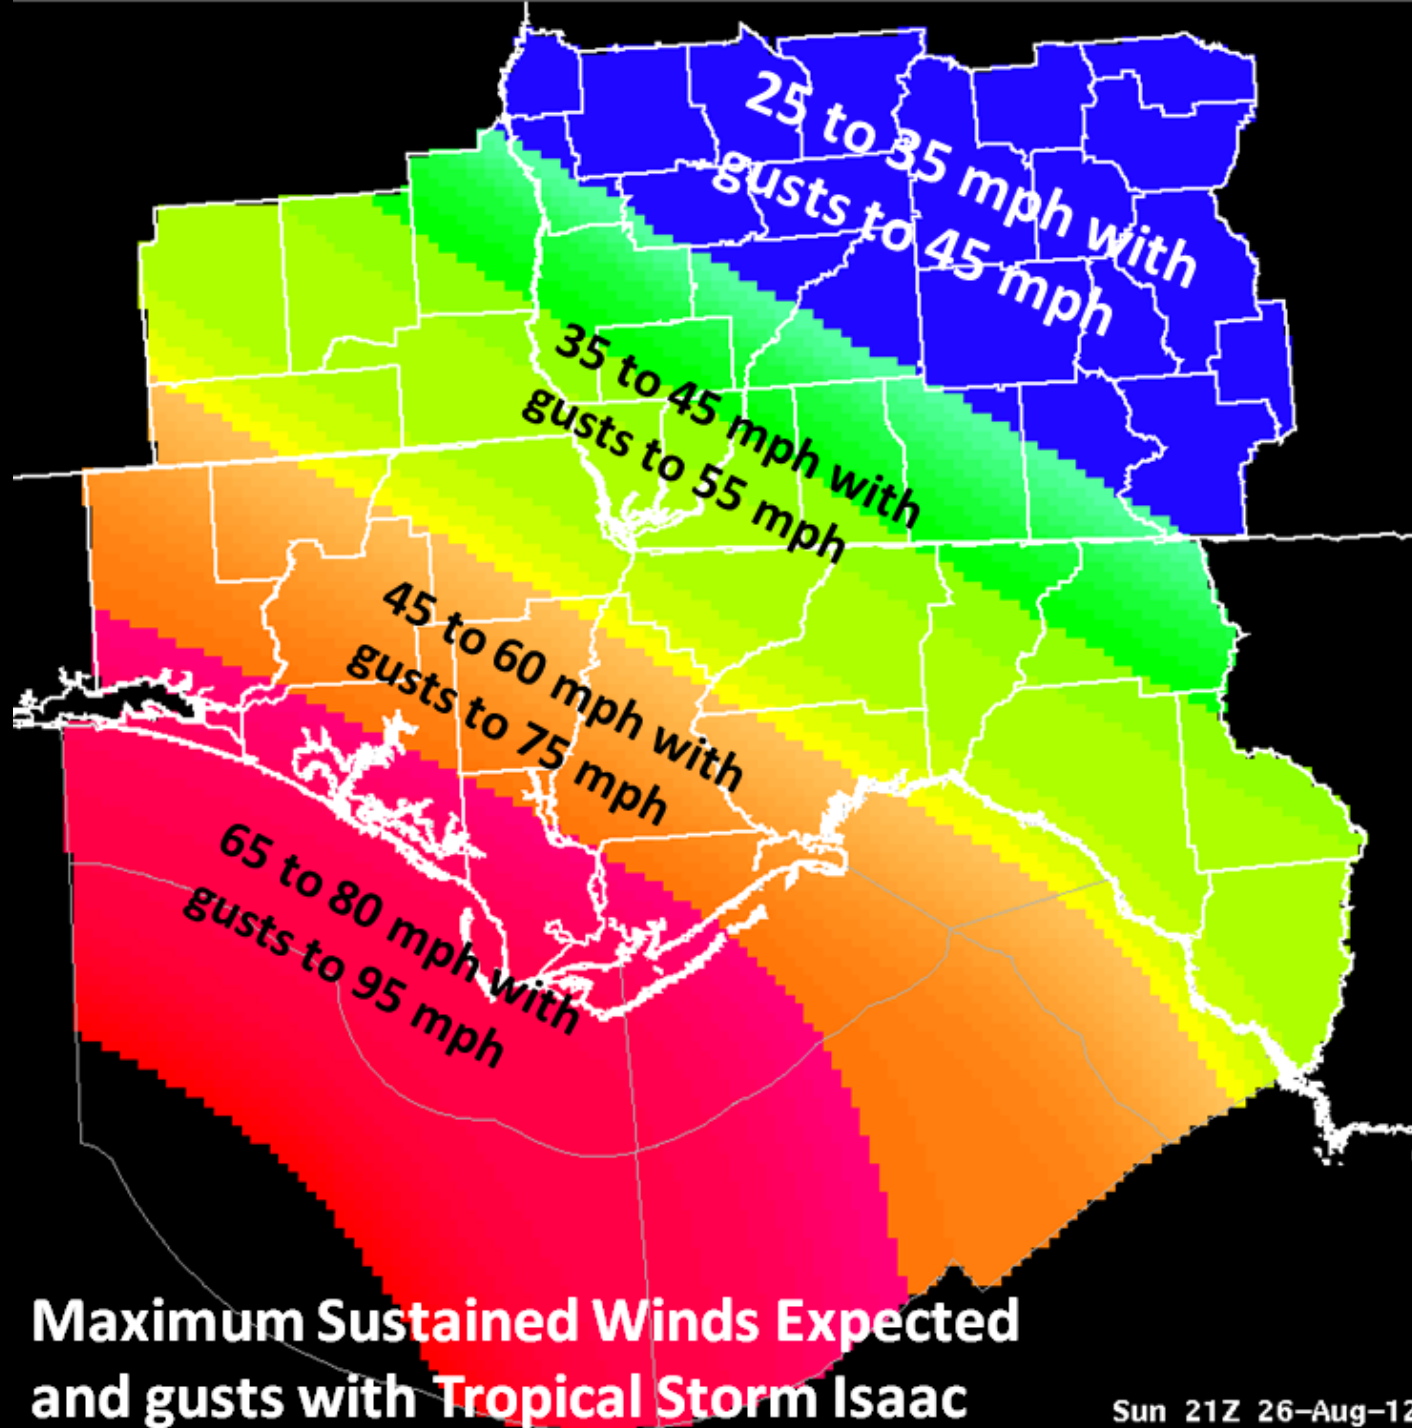 25 to 35 mph with
gusts to 45 mph
35 to 45 mph with
gusts to 55 mph
45 to 60 mph with
gusts to 75 mph
65 to 80 mph with
gusts to 95 mph
Maximum Sustained Winds Expected
and gusts with Tropical Storm Isaac
Sun 21Z 26-Aug-12